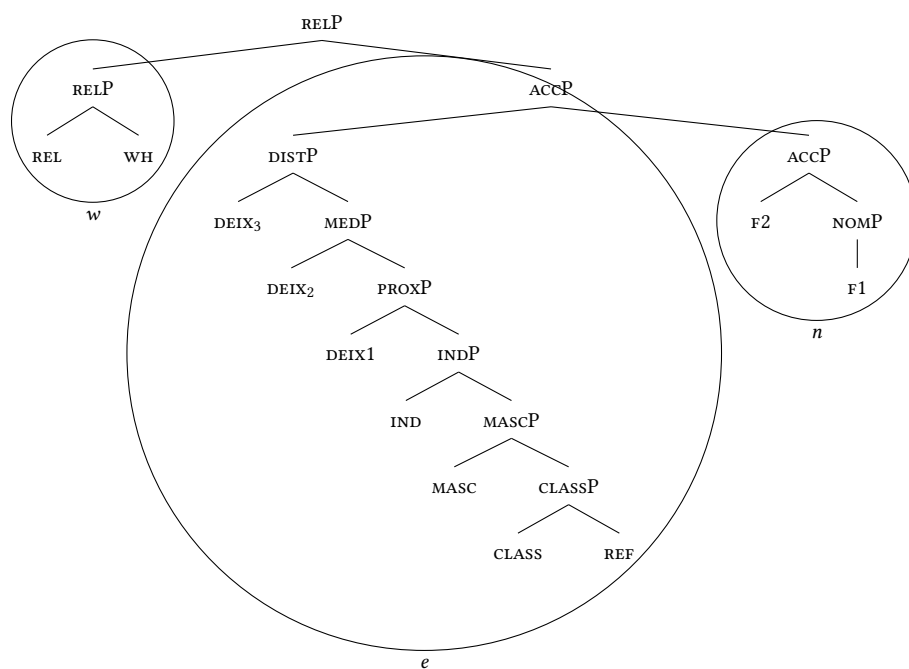 RELP
RELP ACCP
REL WH DISTP ACCP
w DEIX3 MEDP F2 NOMP
DEIX2 PROXP F1
DEIX1 INDP n
IND MASCP
MASC CLASSP
CLASS REF
e